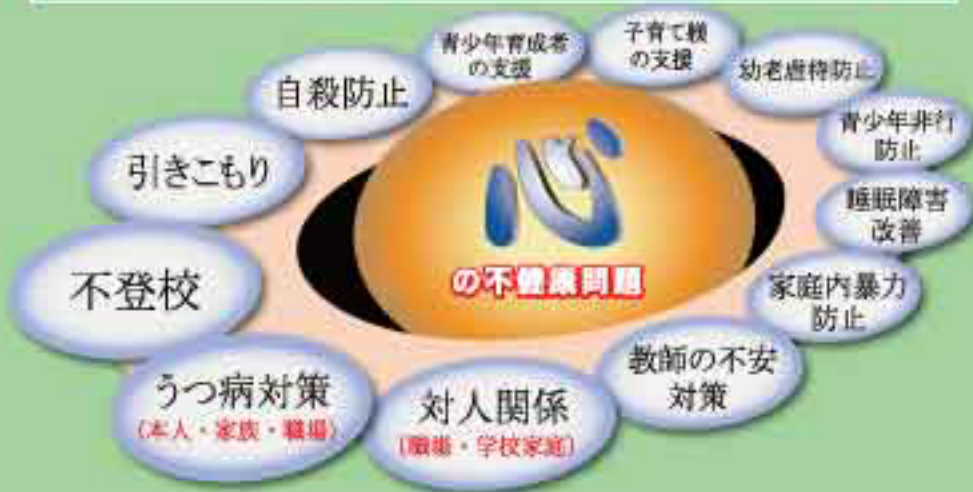 青少年育成者
の支援
子育て親
の支援
幼老虐待防止
自殺防止
青少年非行
防止
引きこもり
心
の不健康問題
睡眠障害
改善
不登校
家庭内暴力
防止
教師の不安
対策
うつ病対策
(本人・家族・職場)
対人関係
(職場・学校家庭)